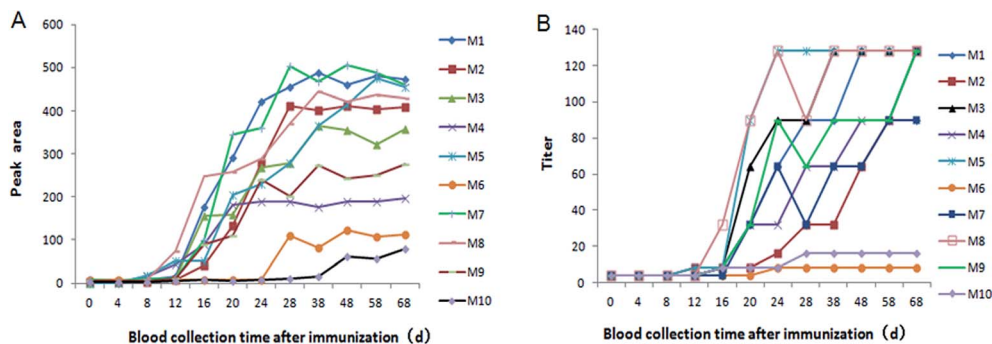 A
Peak area
600
500
400
300
200
100
0
0 4 8 12 16 20 24 28 38 48 58 68
Blood collection time after immunization (d)
M1
M2
M3
M4
M5
M6
M7
M8
M9
M10
B
Titer
140
120
100
80
60
40
20
0
0 4 8 12 16 20 24 28 38 48 58 68
Blood collection time after immunization (d)
M1
M2
M3
M4
M5
M6
M7
M8
M9
M10